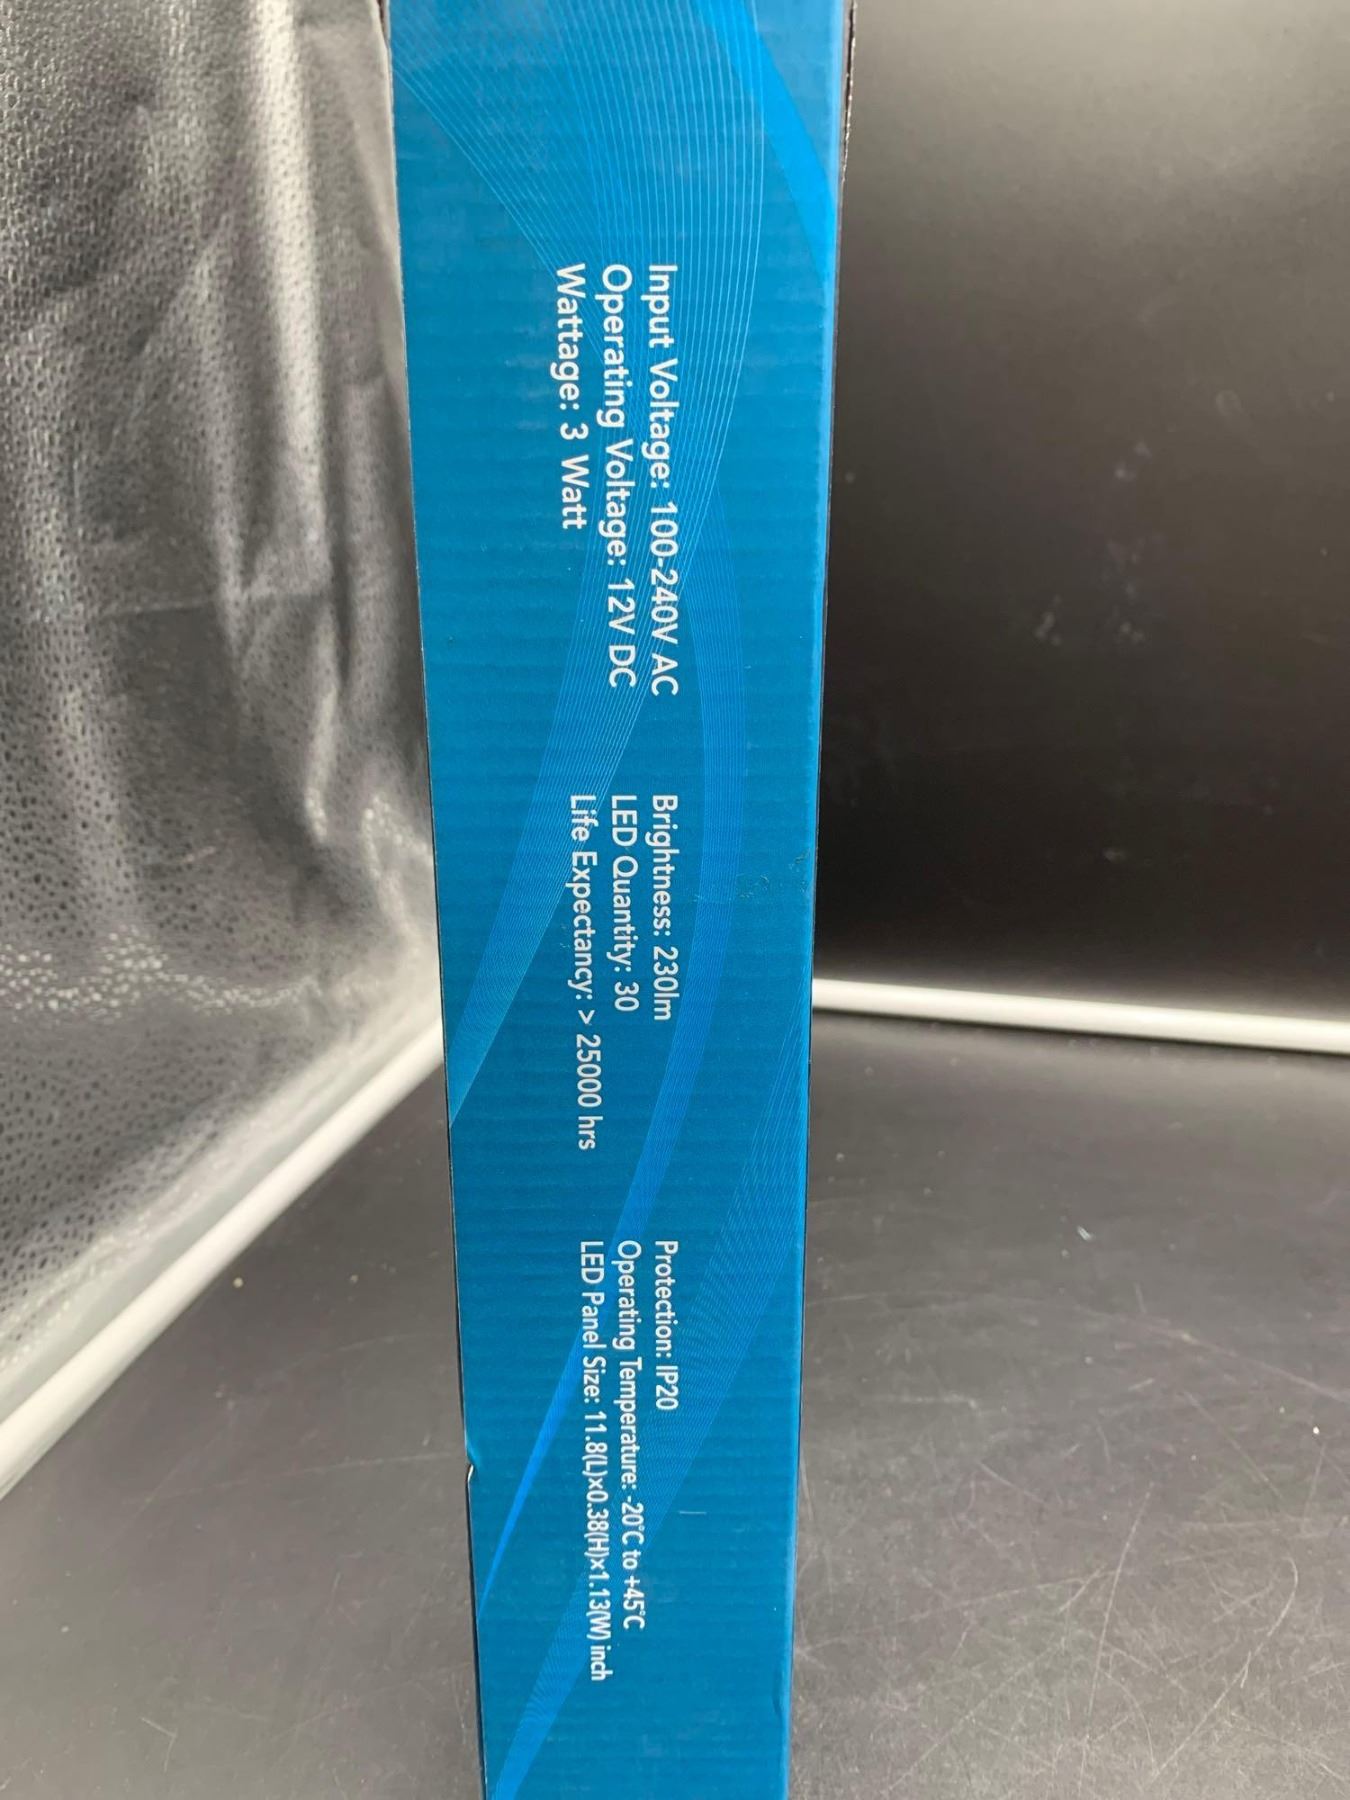 Input Voltage: 100-240V AC
Operating Voltage: 12V DC
Wattage: 3 Watt
Brightness: 230lm
LED Quantity: 30
Life Expectancy: > 25000 hrs
Protection: IP20
Operating Temperature: -20°C to +45°C
LED Panel Size: 11.8(L)x0.38(H)x1.13(W) inch